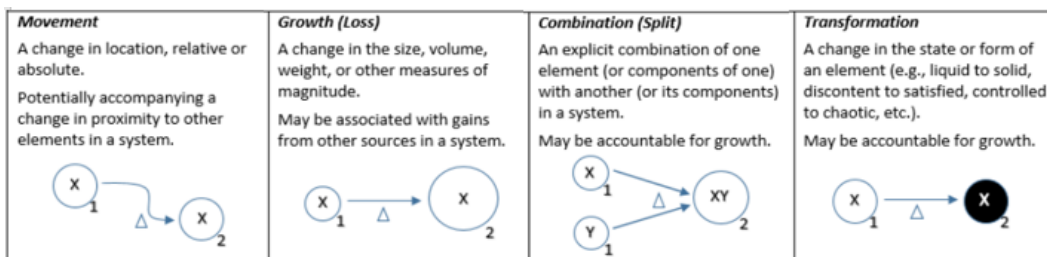 Movement
A change in location, relative or
absolute.
Potentially accompanying a
change in proximity to other
elements in a system.
X
1
Δ
X
2
Growth (Loss)
A change in the size, volume,
weight, or other measures of
magnitude.
May be associated with gains
from other sources in a system.
X
1
Δ
X
2
Combination (Split)
An explicit combination of one
element (or components of one)
with another (or its components)
in a system.
May be accountable for growth.
X
1
Δ
XY
2
Y
1
Transformation
A change in the state or form of
an element (e.g., liquid to solid,
discontent to satisfied, controlled
to chaotic, etc.).
May be accountable for growth.
X
1
Δ
X
2